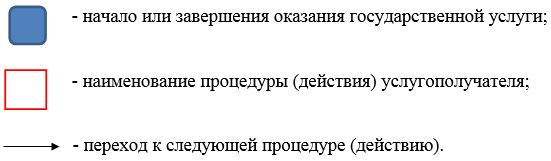 - начало или завершения оказания государственной услуги;
- наименование процедуры (действия) услугополучателя;
- переход к следующей процедуре (действию).